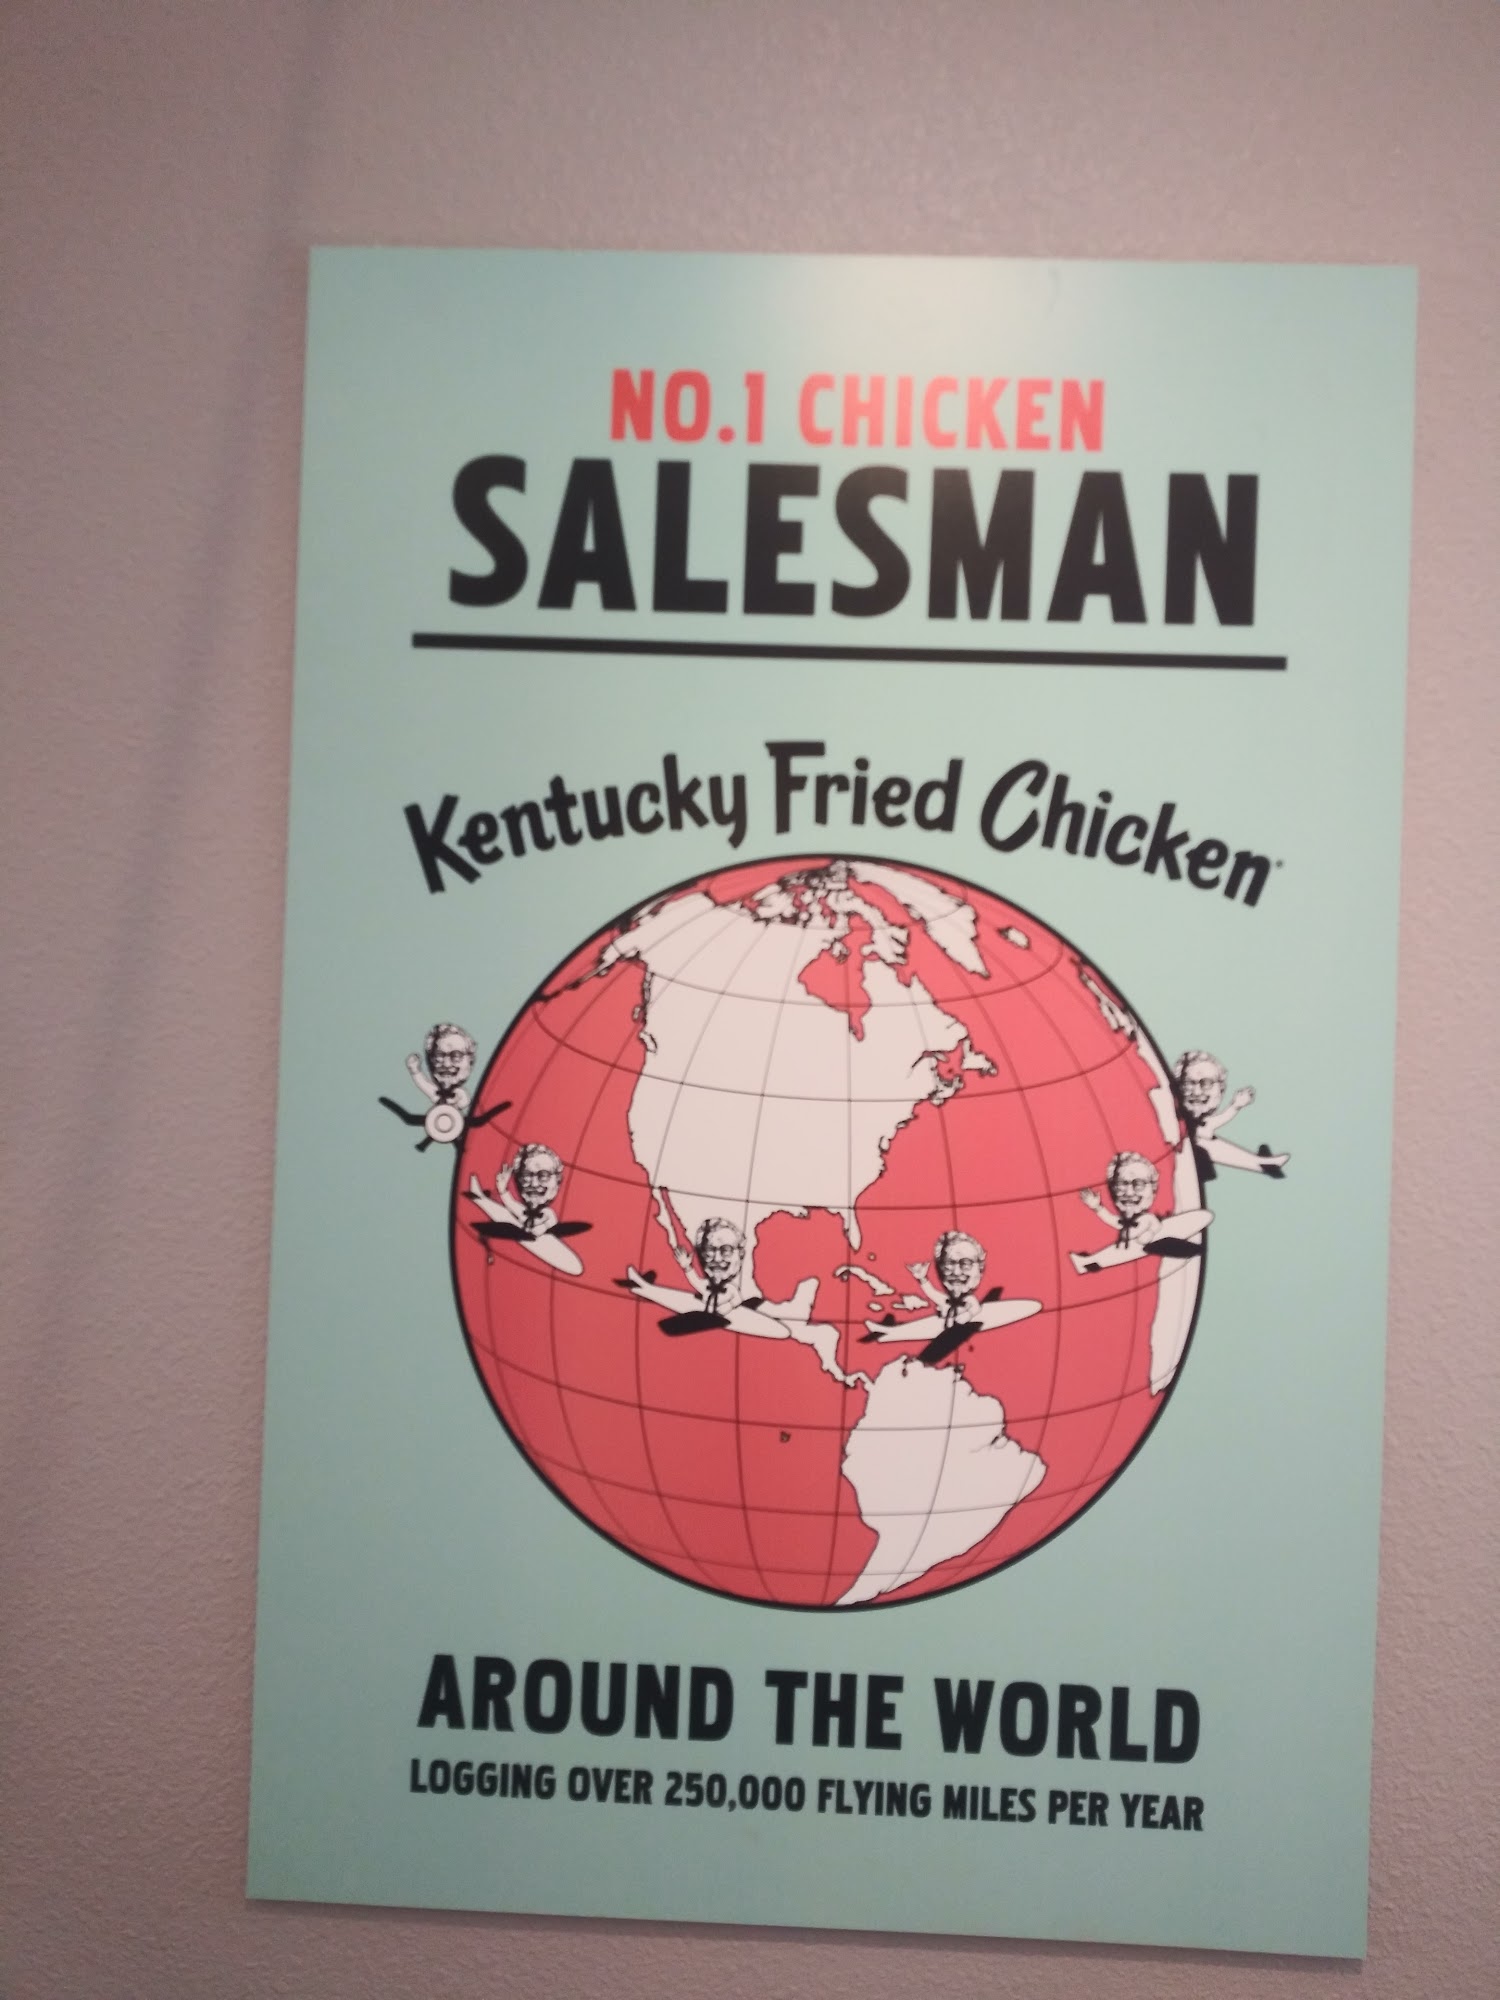 NO.1 CHICKEN
SALESMAN
Kentucky Fried Chicken
AROUND THE WORLD
LOGGING OVER 250,000 FLYING MILES PER YEAR